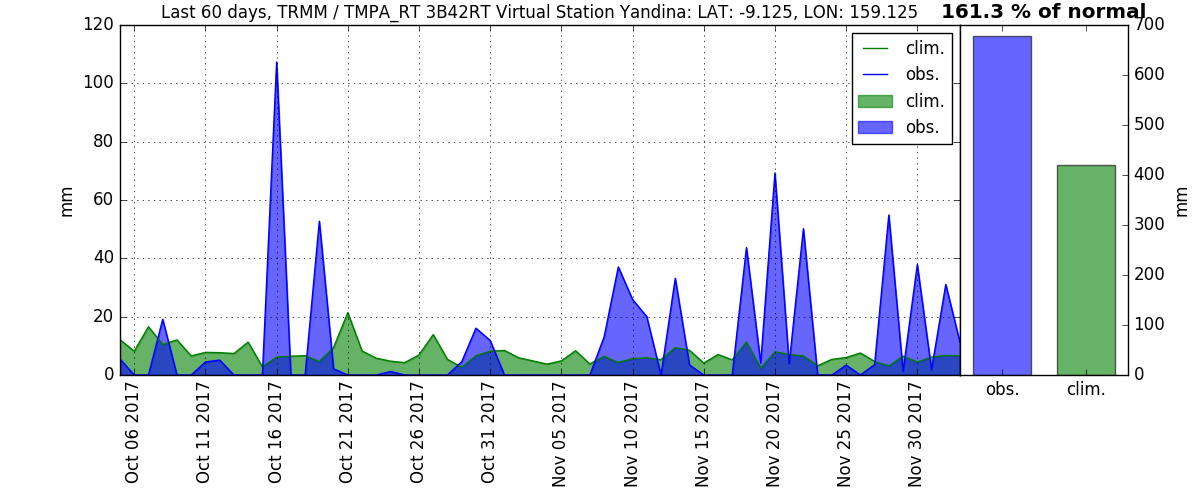 Last 60 days, TRMM / TMPA_RT 3B42RT Virtual Station Yandina: LAT: -9.125, LON: 159.125
161.3 % of normal
120
100
80
60
40
20
0
mm
clim.
obs.
clim.
obs.
700
600
500
400
300
200
100
0
mm
obs.
clim.
Oct 06 2017
Oct 11 2017
Oct 16 2017
Oct 21 2017
Oct 26 2017
Oct 31 2017
Nov 05 2017
Nov 10 2017
Nov 15 2017
Nov 20 2017
Nov 25 2017
Nov 30 2017